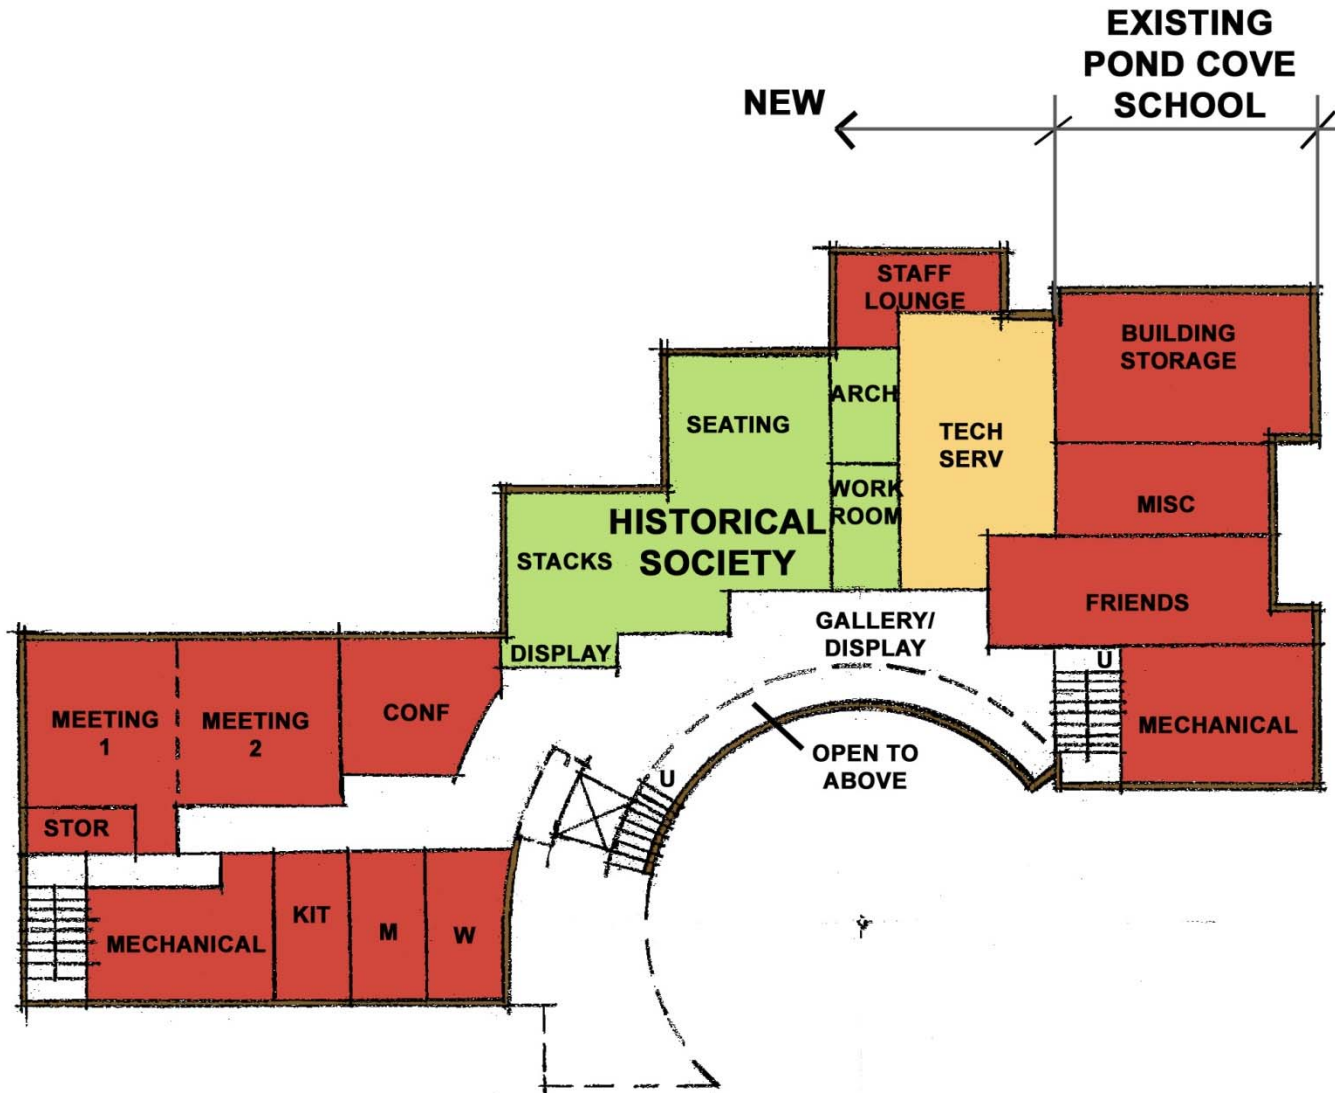 EXISTING
POND COVE
SCHOOL
NEW
STAFF
LOUNGE
BUILDING
STORAGE
ARCH
SEATING
TECH
SERV
WORK
ROOM
MISC
HISTORICAL
SOCIETY
STACKS
FRIENDS
GALLERY/
DISPLAY
DISPLAY
U
MEETING
1
MEETING
2
CONF
MECHANICAL
OPEN TO
ABOVE
U
STOR
KIT
M
W
MECHANICAL